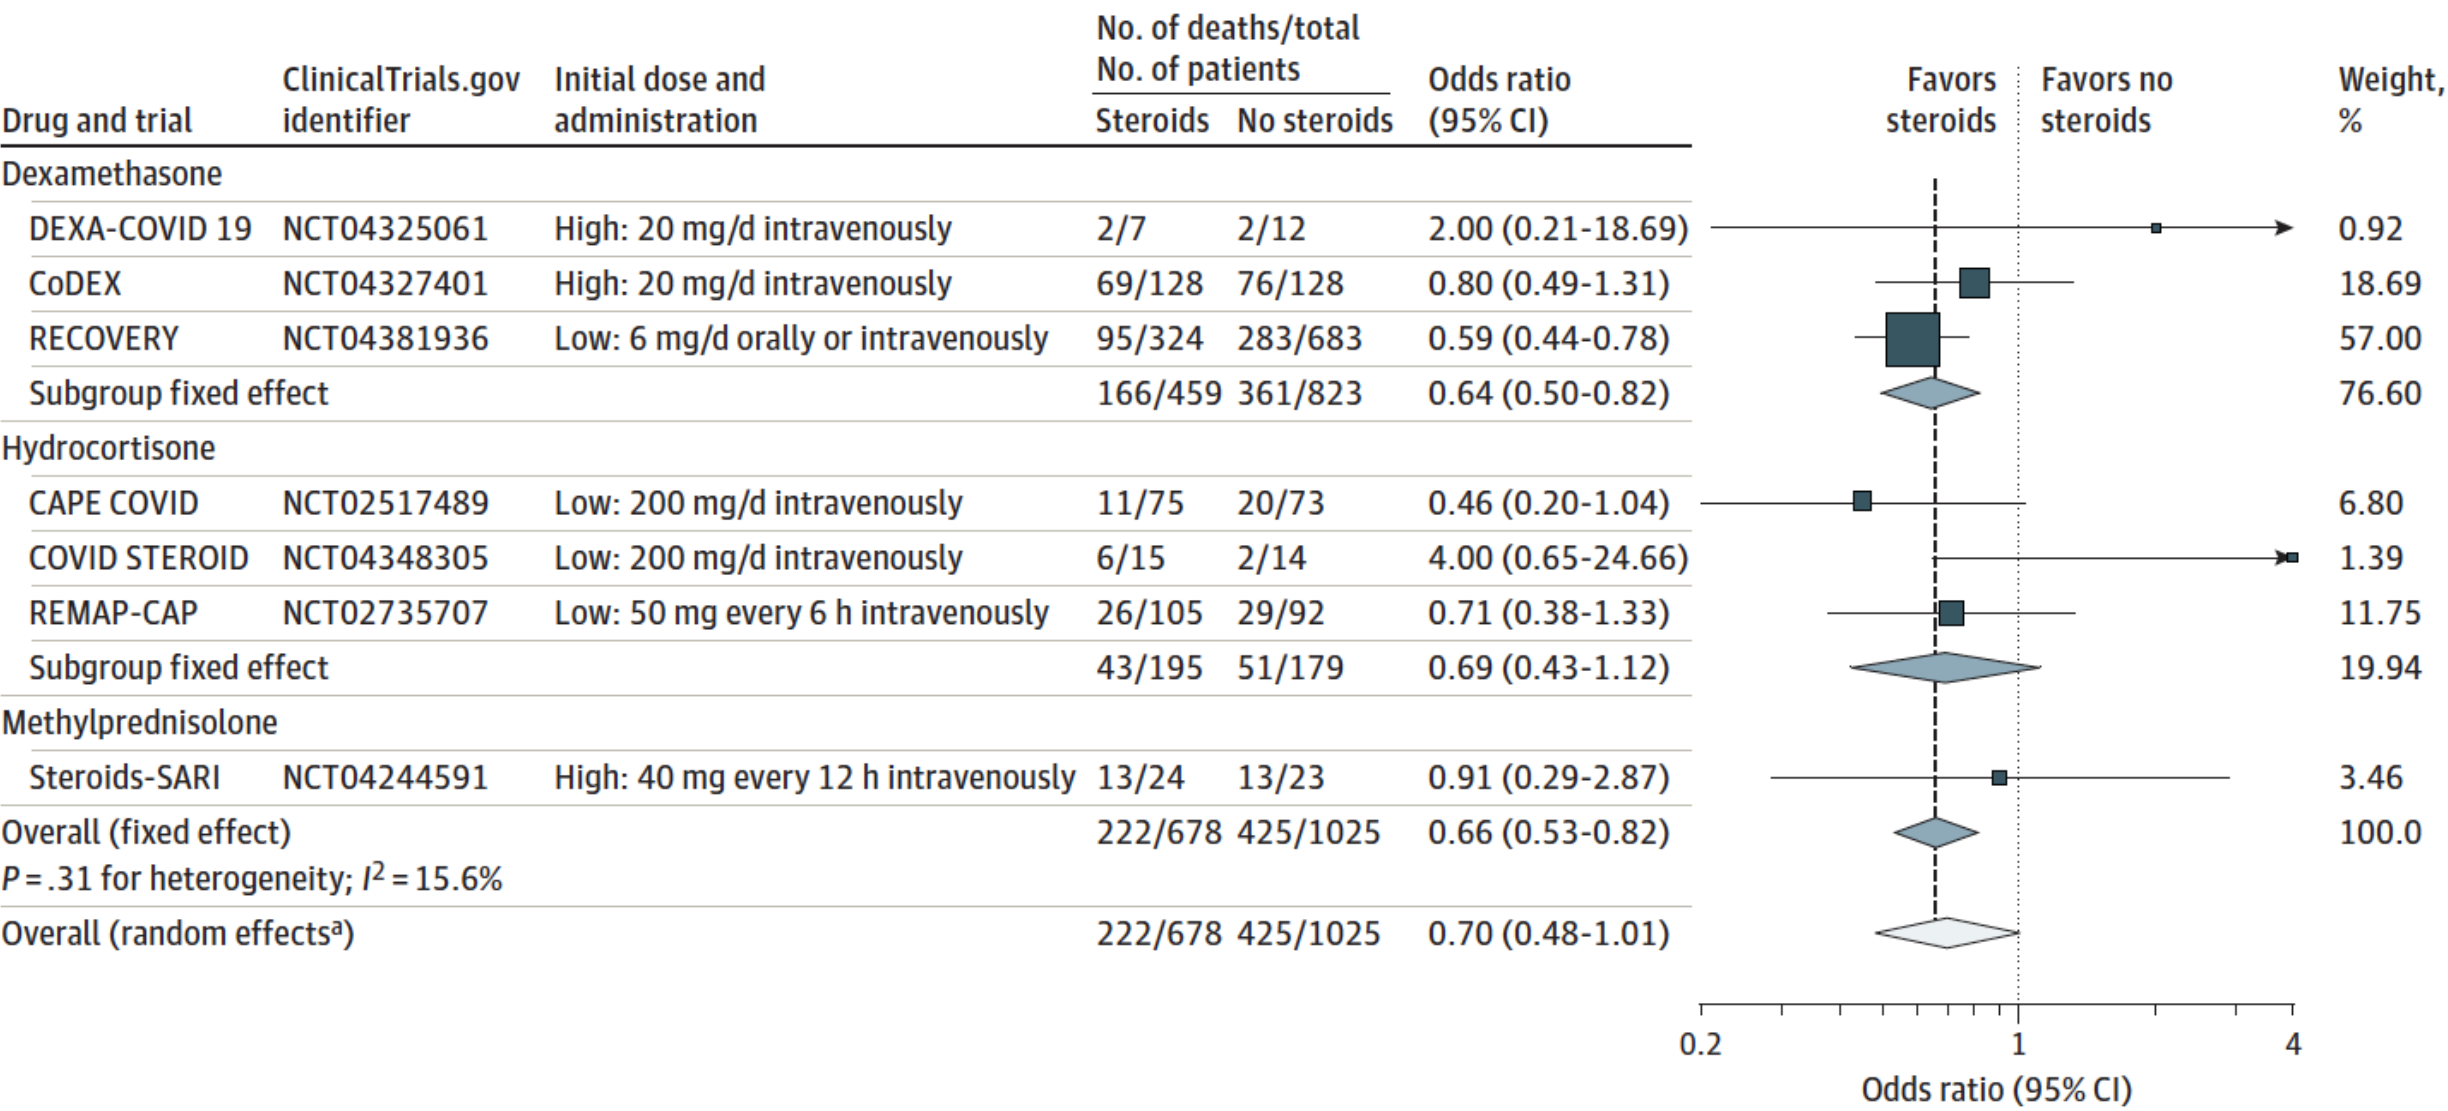 No. of deaths/total
No. of patients
Drug and trial ClinicalTrials.gov identifier Initial dose and administration Steroids No steroids Odds ratio (95% CI) Favors steroids Favors no steroids Weight, %
Dexamethasone
DEXA-COVID 19 NCT04325061 High: 20 mg/d intravenously 2/7 2/12 2.00 (0.21-18.69) 0.92
CoDEX NCT04327401 High: 20 mg/d intravenously 69/128 76/128 0.80 (0.49-1.31) 18.69
RECOVERY NCT04381936 Low: 6 mg/d orally or intravenously 95/324 283/683 0.59 (0.44-0.78) 57.00
Subgroup fixed effect 166/459 361/823 0.64 (0.50-0.82) 76.60
Hydrocortisone
CAPE COVID NCT02517489 Low: 200 mg/d intravenously 11/75 20/73 0.46 (0.20-1.04) 6.80
COVID STEROID NCT04348305 Low: 200 mg/d intravenously 6/15 2/14 4.00 (0.65-24.66) 1.39
REMAP-CAP NCT02735707 Low: 50 mg every 6 h intravenously 26/105 29/92 0.71 (0.38-1.33) 11.75
Subgroup fixed effect 43/195 51/179 0.69 (0.43-1.12) 19.94
Methylprednisolone
Steroids-SARI NCT04244591 High: 40 mg every 12 h intravenously 13/24 13/23 0.91 (0.29-2.87) 3.46
Overall (fixed effect) 222/678 425/1025 0.66 (0.53-0.82) 100.0
P = .31 for heterogeneity; I² = 15.6%
Overall (random effectsᵃ) 222/678 425/1025 0.70 (0.48-1.01)
0.2 1 4
Odds ratio (95% CI)